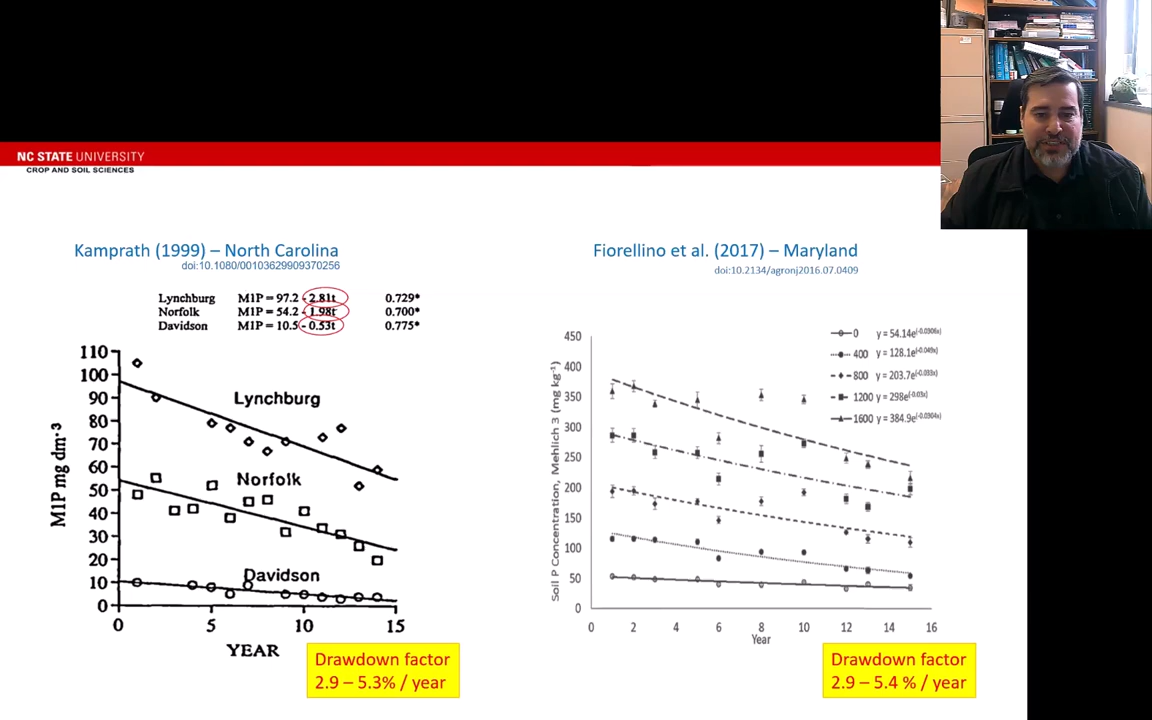 NC STATE UNIVERSITY
CROP AND SOIL SCIENCES
Kamprath (1999) – North Carolina
doi:10.1080/00103629909370256
Lynchburg M1P = 97.2 - 2.81t 0.729*
Norfolk M1P = 54.2 - 1.98t 0.700*
Davidson M1P = 10.5 - 0.53t 0.775*
110
100
90
80
70
60
50
40
30
20
10
0
M1P mg dm-3
Lynchburg
Norfolk
Davidson
0 5 10 15
YEAR
Drawdown factor
2.9 – 5.3% / year
Fiorellino et al. (2017) – Maryland
doi:10.2134/agronj2016.07.0409
450
400
350
300
250
200
150
100
50
0
Soil P Concentration, Mehlich 3 (mg kg-1)
0 y = 54.14e(-0.0306x)
400 y = 128.1e(-0.049x)
800 y = 203.7e(-0.033x)
1200 y = 298e(-0.03x)
1600 y = 384.9e(-0.0304x)
0 2 4 6 8 10 12 14 16
Year
Drawdown factor
2.9 – 5.4 % / year